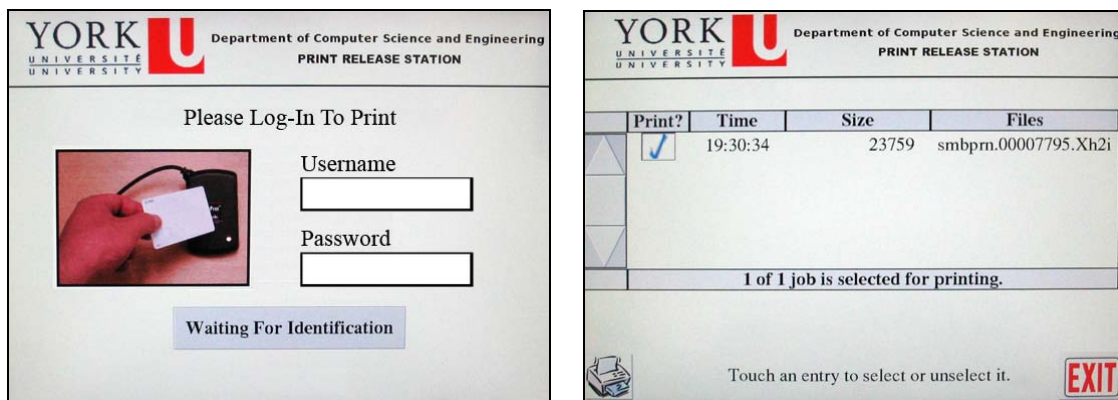 YORK
UNIVERSITÉ
UNIVERSITY
U
Department of Computer Science and Engineering
PRINT RELEASE STATION
Please Log-In To Print
Username
Password
Waiting For Identification
YORK
UNIVERSITÉ
UNIVERSITY
U
Department of Computer Science and Engineering
PRINT RELEASE STATION
Print? Time Size Files
19:30:34 23759 smbprn.00007795.Xh2i
1 of 1 job is selected for printing.
Touch an entry to select or unselect it.
EXIT